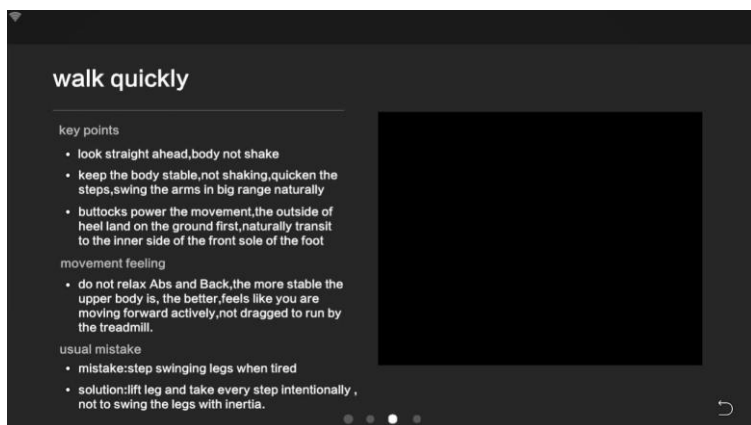 walk quickly
key points
• look straight ahead,body not shake
• keep the body stable,not shaking,quicken the
steps,swing the arms in big range naturally
• buttocks power the movement,the outside of
heel land on the ground first,naturally transit
to the inner side of the front sole of the foot
movement feeling
• do not relax Abs and Back,the more stable the
upper body is, the better,feels like you are
moving forward actively,not dragged to run by
the treadmill.
usual mistake
• mistake:step swinging legs when tired
• solution:lift leg and take every step intentionally ,
not to swing the legs with inertia.